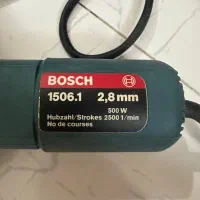 BOSCH
1506.1 2,8 mm
500 W
Hubzahl/Strokes 2500 1/min
No de courses